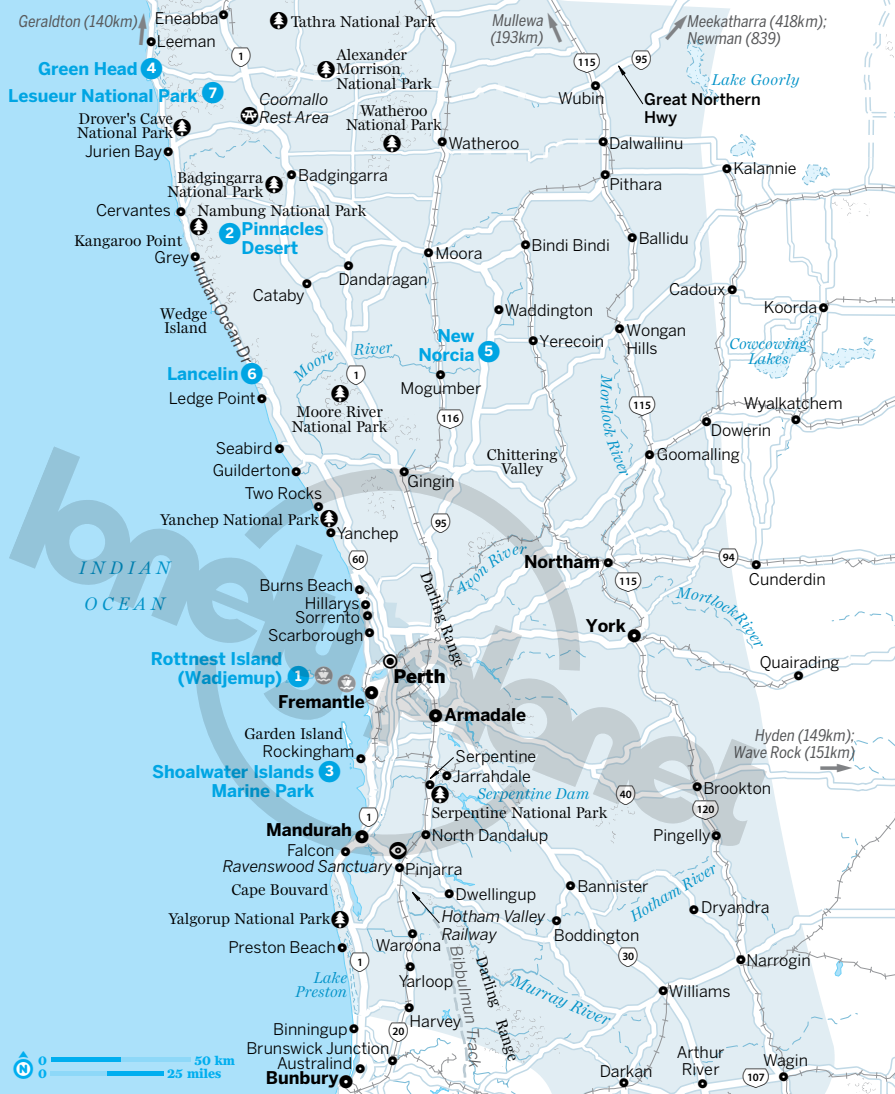 Geraldton (140km)
Eneabba
Tathra National Park
Mullewa
(193km)
Meekatharra (418km);
Newman (839)
Leeman
1
Alexander
Morrison
National Park
115
95
Green Head 4
Lake Goorly
Lesueur National Park 7
Coomallo
Rest Area
Wubin
Great Northern
Hwy
Drover's Cave
National Park
Watheroo
National Park
Watheroo
Dalwallinu
Jurien Bay
Kalannie
Badgingarra
National Park
Badgingarra
Pithara
Cervantes
Nambung National Park
2 Pinnacles
Desert
Kangaroo Point
Grey
Moora
Bindi Bindi
Ballidu
Dandaragan
Cataby
Cadoux
Koorda
Indian Ocean Dr
Wedge
Island
Waddington
Yerecoin
Wongan
Hills
New
Norcia 5
Cowcowing
Lakes
Moore River
Lancelin 6
1
Mogumber
Ledge Point
Moore River
National Park
116
Mortlock River
115
Wyalkatchem
Dowerin
Seabird
Guilderton
Gingin
Chittering
Valley
Goomalling
Two Rocks
Yanchep National Park
Yanchep
95
INDIAN
OCEAN
60
Avon River
Northam
94
Cunderdin
115
Burns Beach
Hillarys
Sorrento
Scarborough
Darling Range
Mortlock River
York
Rottnest Island
(Wadjemup) 1
Perth
Quairading
Fremantle
Armadale
Garden Island
Rockingham
Hyden (149km);
Wave Rock (151km)
Shoalwater Islands 3
Marine Park
Serpentine
Jarrahdale
Serpentine Dam
Serpentine National Park
40
Brookton
120
1
Mandurah
North Dandalup
Pingelly
Falcon
Ravenswood Sanctuary
Pinjarra
Cape Bouvard
Dwellingup
Bannister
Hotham River
Yalgorup National Park
Hotham Valley
Railway
Boddington
Dryandra
Preston Beach
Waroona
1
30
Narrogin
Lake
Preston
Yarloop
Bibbulmun Track
Darling Range
Murray River
Williams
Harvey
Binningup
20
Brunswick Junction
Australind
Bunbury
Arthur
River
Darkan
107
Wagin
N
0 50 km
0 25 miles
lonely planet